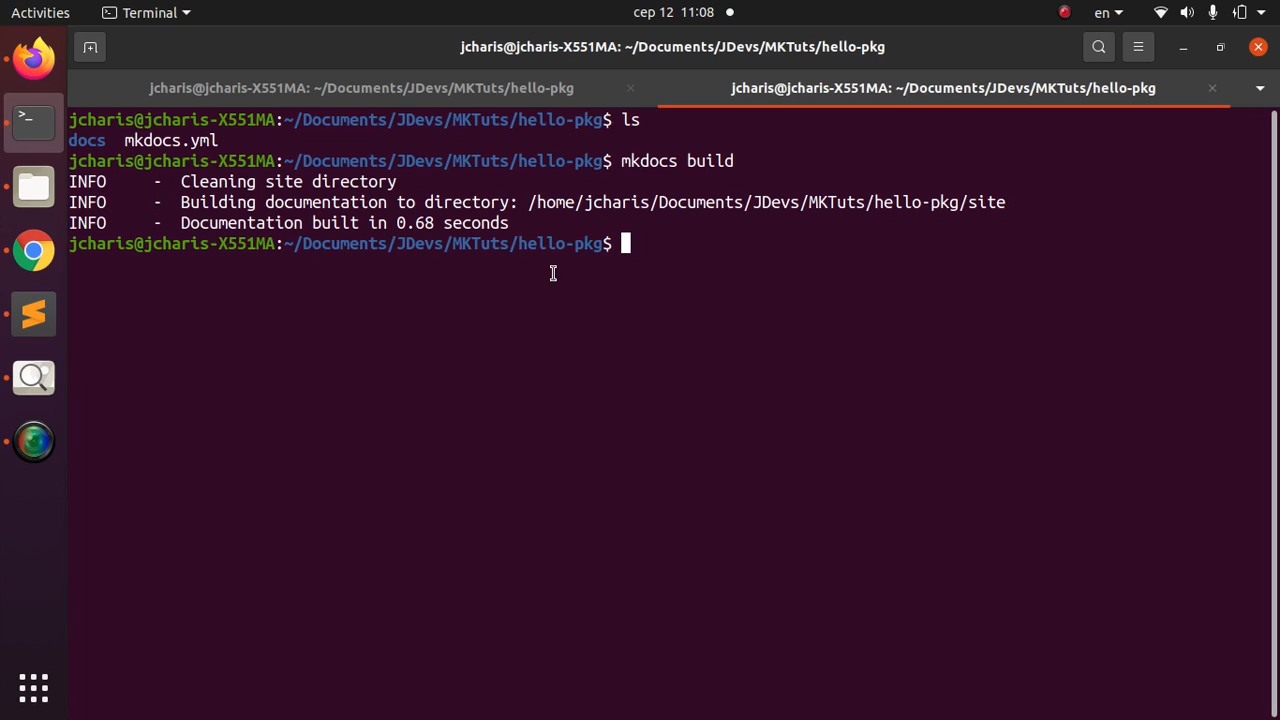 Activities Terminal сер 12 11:08 en
jcharis@jcharis-X551MA: ~/Documents/JDevs/MKTuts/hello-pkg
jcharis@jcharis-X551MA: ~/Documents/JDevs/MKTuts/hello-pkg × jcharis@jcharis-X551MA: ~/Documents/JDevs/MKTuts/hello-pkg ×
jcharis@jcharis-X551MA:~/Documents/JDevs/MKTuts/hello-pkg$ ls
docs mkdocs.yml
jcharis@jcharis-X551MA:~/Documents/JDevs/MKTuts/hello-pkg$ mkdocs build
INFO - Cleaning site directory
INFO - Building documentation to directory: /home/jcharis/Documents/JDevs/MKTuts/hello-pkg/site
INFO - Documentation built in 0.68 seconds
jcharis@jcharis-X551MA:~/Documents/JDevs/MKTuts/hello-pkg$